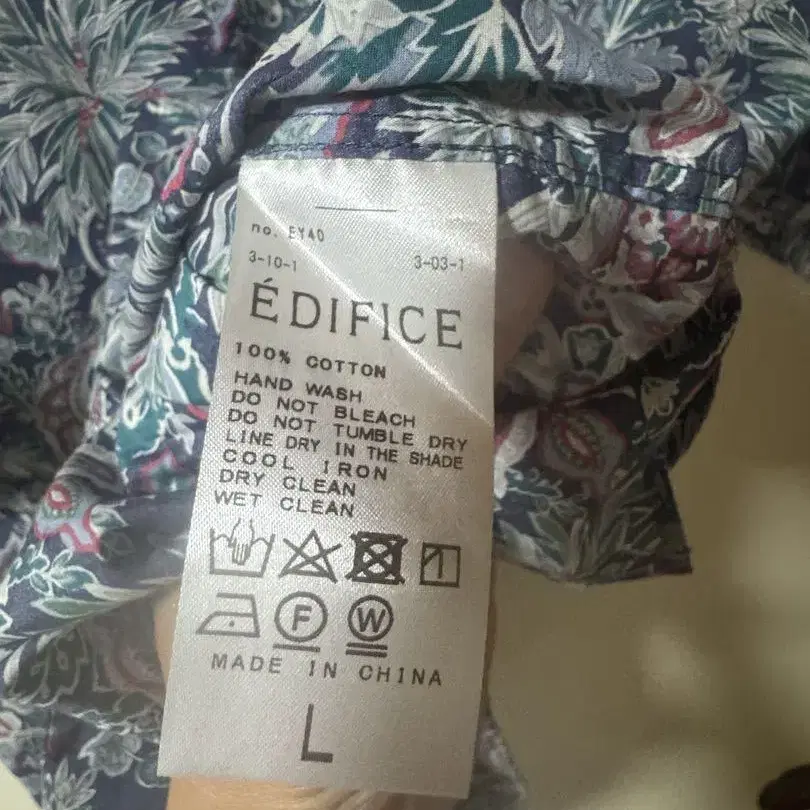 no. EY40
3-10-1 3-03-1
ÉDIFICE
100% COTTON
HAND WASH
DO NOT BLEACH
DO NOT TUMBLE DRY
LINE DRY IN THE SHADE
COOL IRON
DRY CLEAN
WET CLEAN
F W
MADE IN CHINA
L